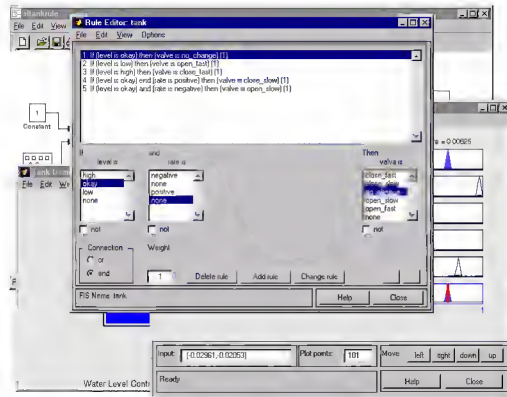 sltankrule
File Edit View
Rule Editor: tank
File Edit View Options
1. If (level is okay) then (valve is no_change) (1)
2. If (level is low) then (valve is open_fast) (1)
3. If (level is high) then (valve is close_fast) (1)
4. If (level is okay) and (rate is positive) then (valve is close_slow) (1)
5. If (level is okay) and (rate is negative) then (valve is open_slow) (1)
1
Constant
= 0.00625
If and Then
level is rate is valve is
high
okay
low
none
negative
none
positive
none
close_fast
close_slow
open_slow
open_fast
none
not not not
Tank Demo
File Edit
Connection Weight
or
and
1 Delete rule Add rule Change rule
FIS Name: tank Help Close
1
Input: [-0.02961;-0.02053] Plot points: 101 Move left right down up
Ready Help Close
Water Level Cont